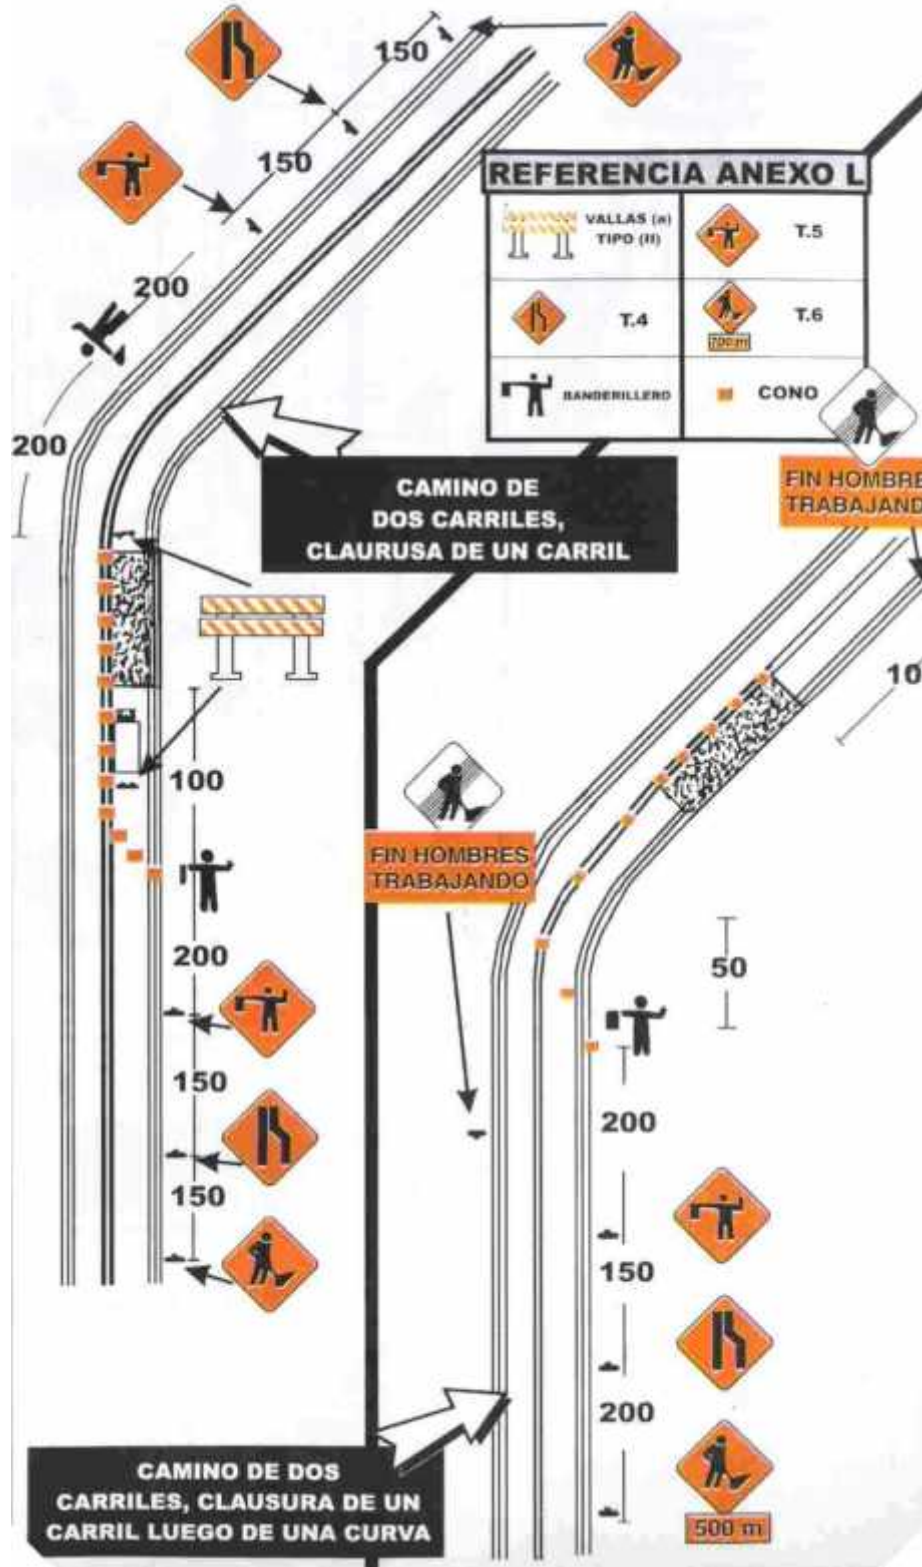 150
150
REFERENCIA ANEXO L
VALLAS (n)
TIPO (II)
T.5
200
T.4
T.6
700 m
BANDERILLERO
CONO
200
FIN HOMBRE
TRABAJAND
CAMINO DE
DOS CARRILES,
CLAURUSA DE UN CARRIL
10
100
FIN HOMBRES
TRABAJANDO
200
50
150
200
150
150
200
CAMINO DE DOS
CARRILES, CLAUSURA DE UN
CARRIL LUEGO DE UNA CURVA
500 m